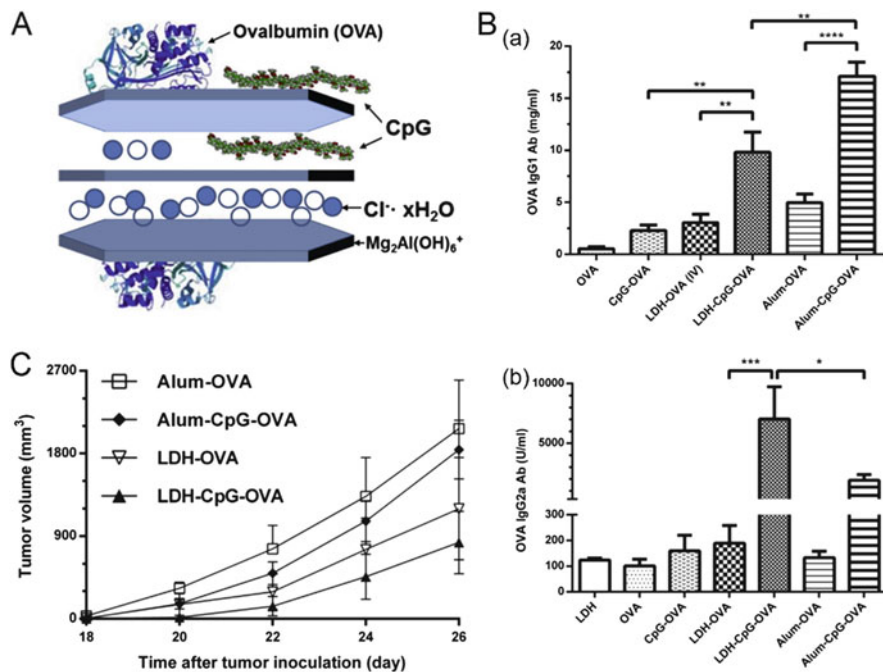 A
Ovalbumin (OVA)
CpG
Cl⁻· xH₂O
Mg₂Al(OH)₆⁺
B
(a)
OVA IgG1 Ab (mg/ml)
20
15
10
5
0
**
****
**
**
OVA
CpG-OVA
LDH-OVA (IV)
LDH-CpG-OVA
Alum-OVA
Alum-CpG-OVA
C
Tumor volume (mm³)
2700
1800
900
0
Alum-OVA
Alum-CpG-OVA
LDH-OVA
LDH-CpG-OVA
18 20 22 24 26
Time after tumor inoculation (day)
(b)
OVA IgG2a Ab (U/ml)
10000
5000
300
200
100
0
***
*
LDH
OVA
CpG-OVA
LDH-OVA
LDH-CpG-OVA
Alum-OVA
Alum-CpG-OVA